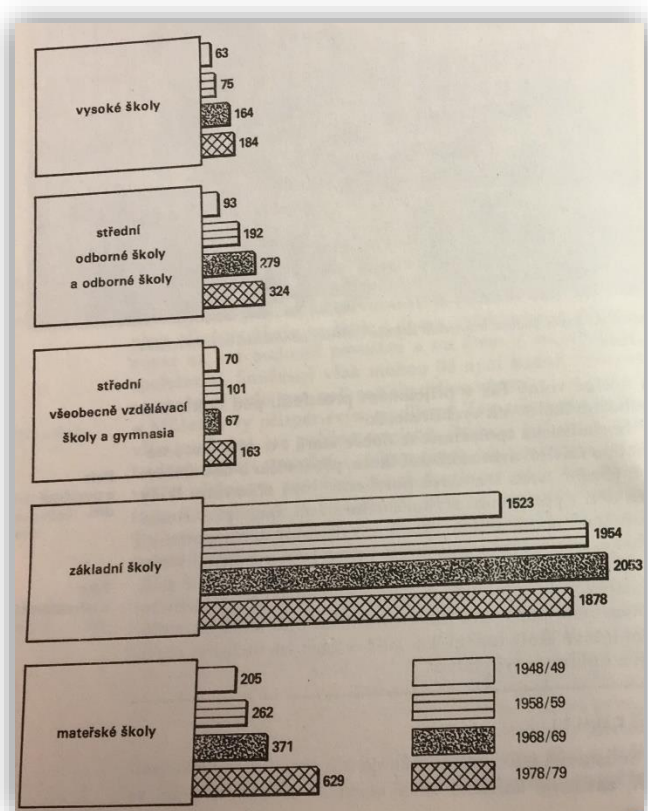 63
75
vysoké školy
164
184
93
192
střední
odborné školy
279
a odborné školy
324
70
střední
101
všeobecně vzdělávací
67
školy a gymnasia
163
1523
1954
základní školy
2053
1878
205
1948/49
262
1958/59
mateřské školy
371
1968/69
629
1978/79